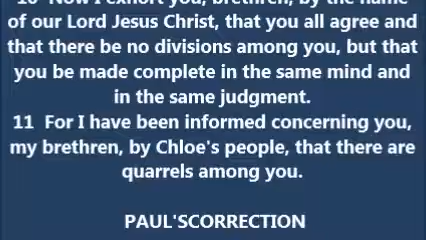 10 Now I exhort you, brethren, by the name
of our Lord Jesus Christ, that you all agree and
that there be no divisions among you, but that
you be made complete in the same mind and
in the same judgment.
11 For I have been informed concerning you,
my brethren, by Chloe's people, that there are
quarrels among you.
PAUL'SCORRECTION